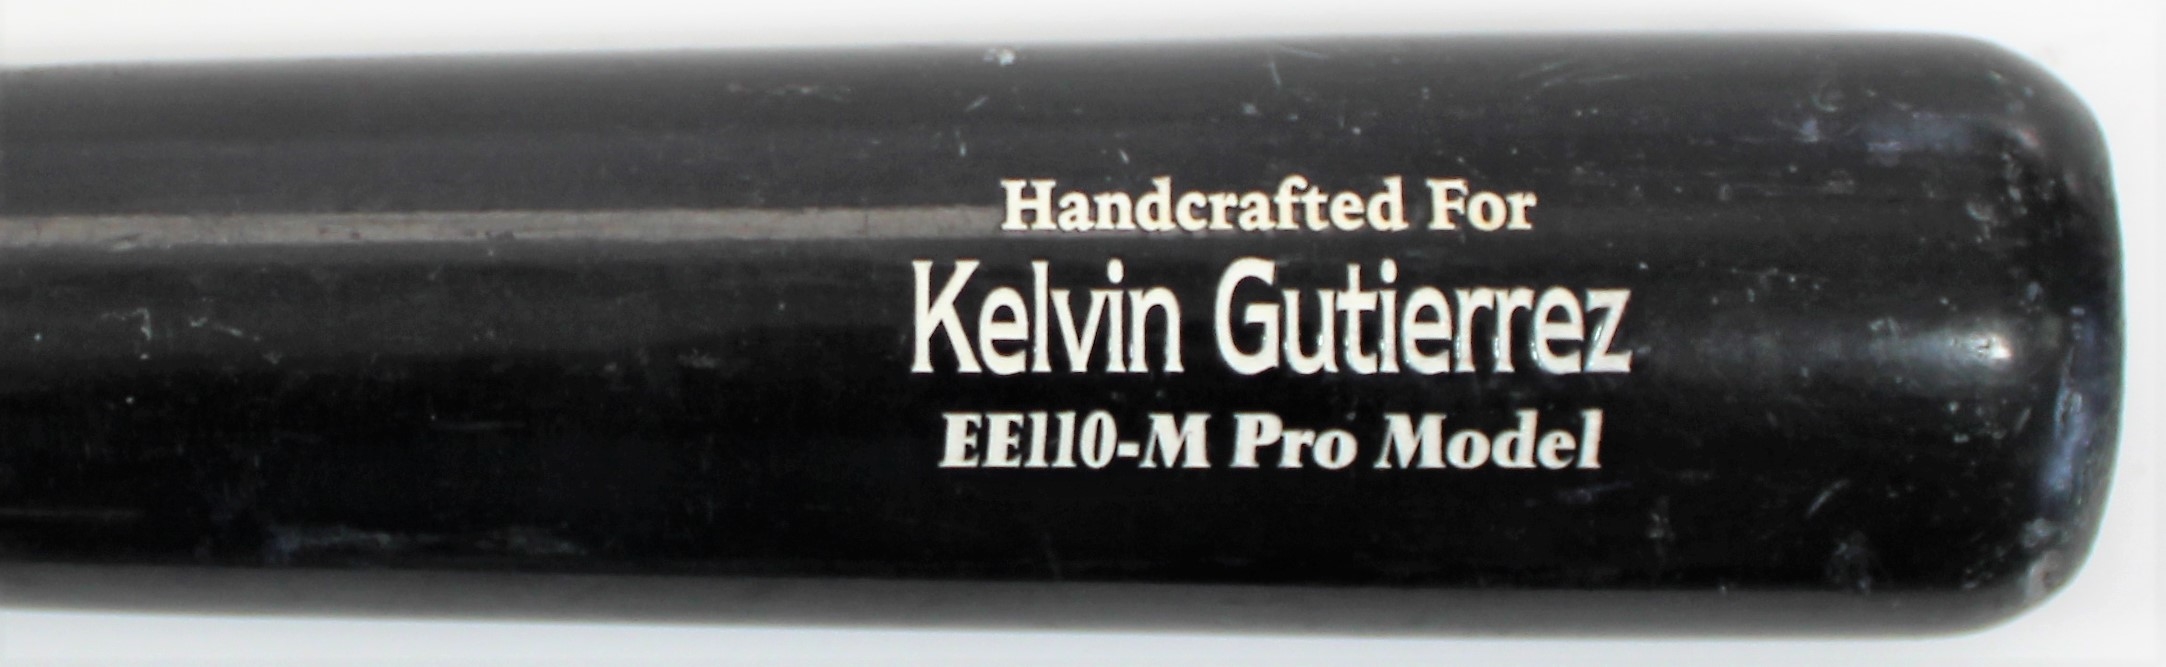 Handcrafted For
Kelvin Gutierrez
EE110-M Pro Model